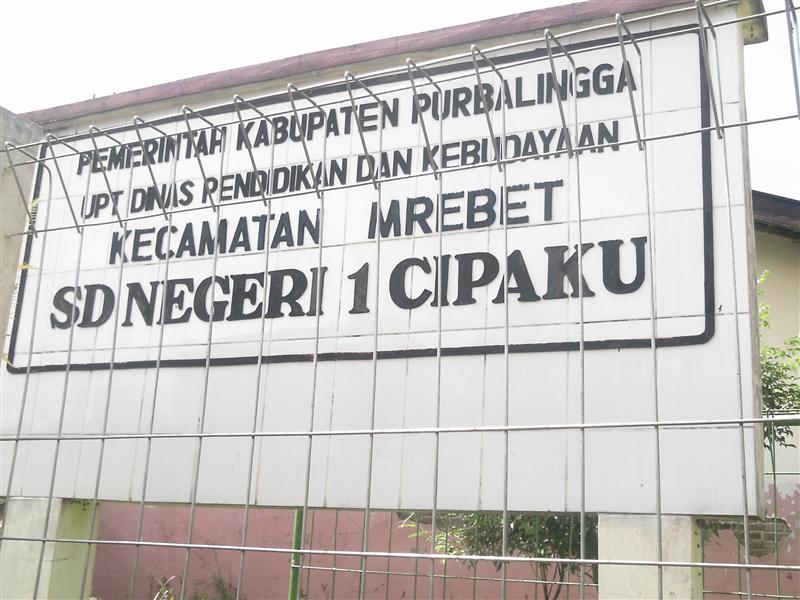 PEMERINTAH KABUPATEN PURBALINGGA
UPT DINAS PENDIDIKAN DAN KEBUDAYAAN
KECAMATAN MREBET
SD NEGERI 1 CIPAKU